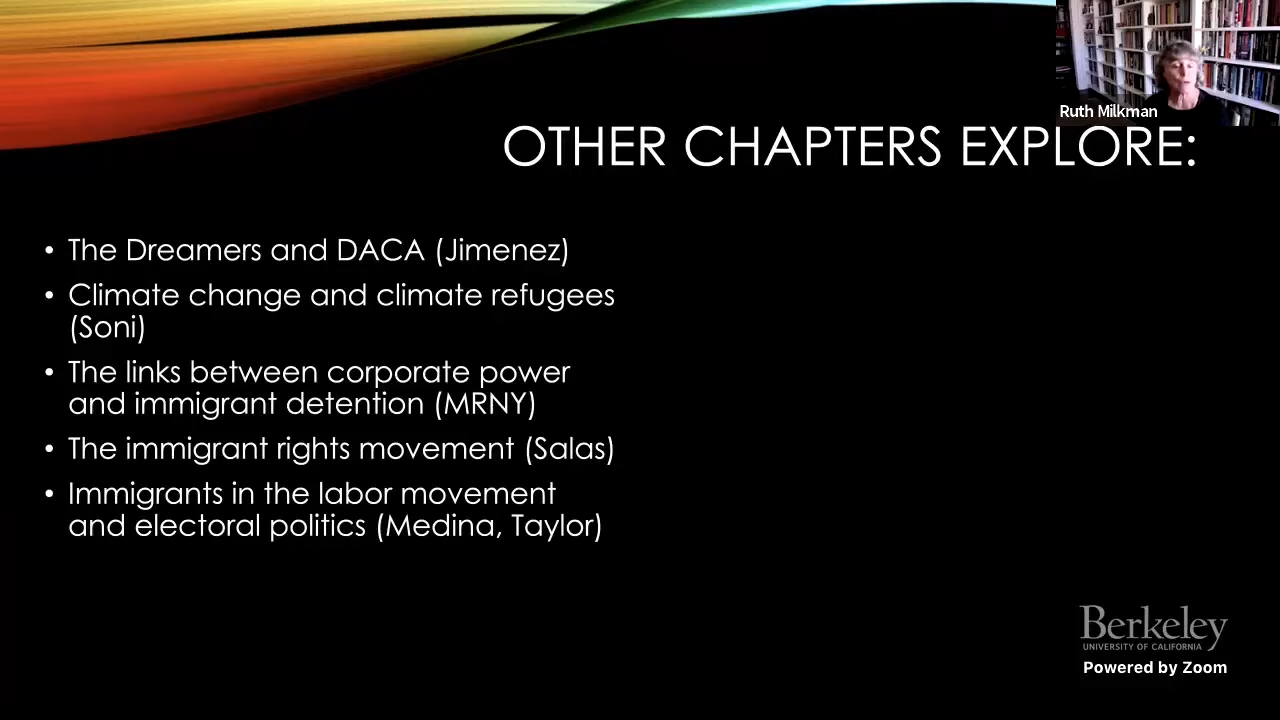 Ruth Milkman
OTHER CHAPTERS EXPLORE:
• The Dreamers and DACA (Jimenez)
• Climate change and climate refugees
(Soni)
• The links between corporate power
and immigrant detention (MRNY)
• The immigrant rights movement (Salas)
• Immigrants in the labor movement
and electoral politics (Medina, Taylor)
Berkeley
UNIVERSITY OF CALIFORNIA
Powered by Zoom